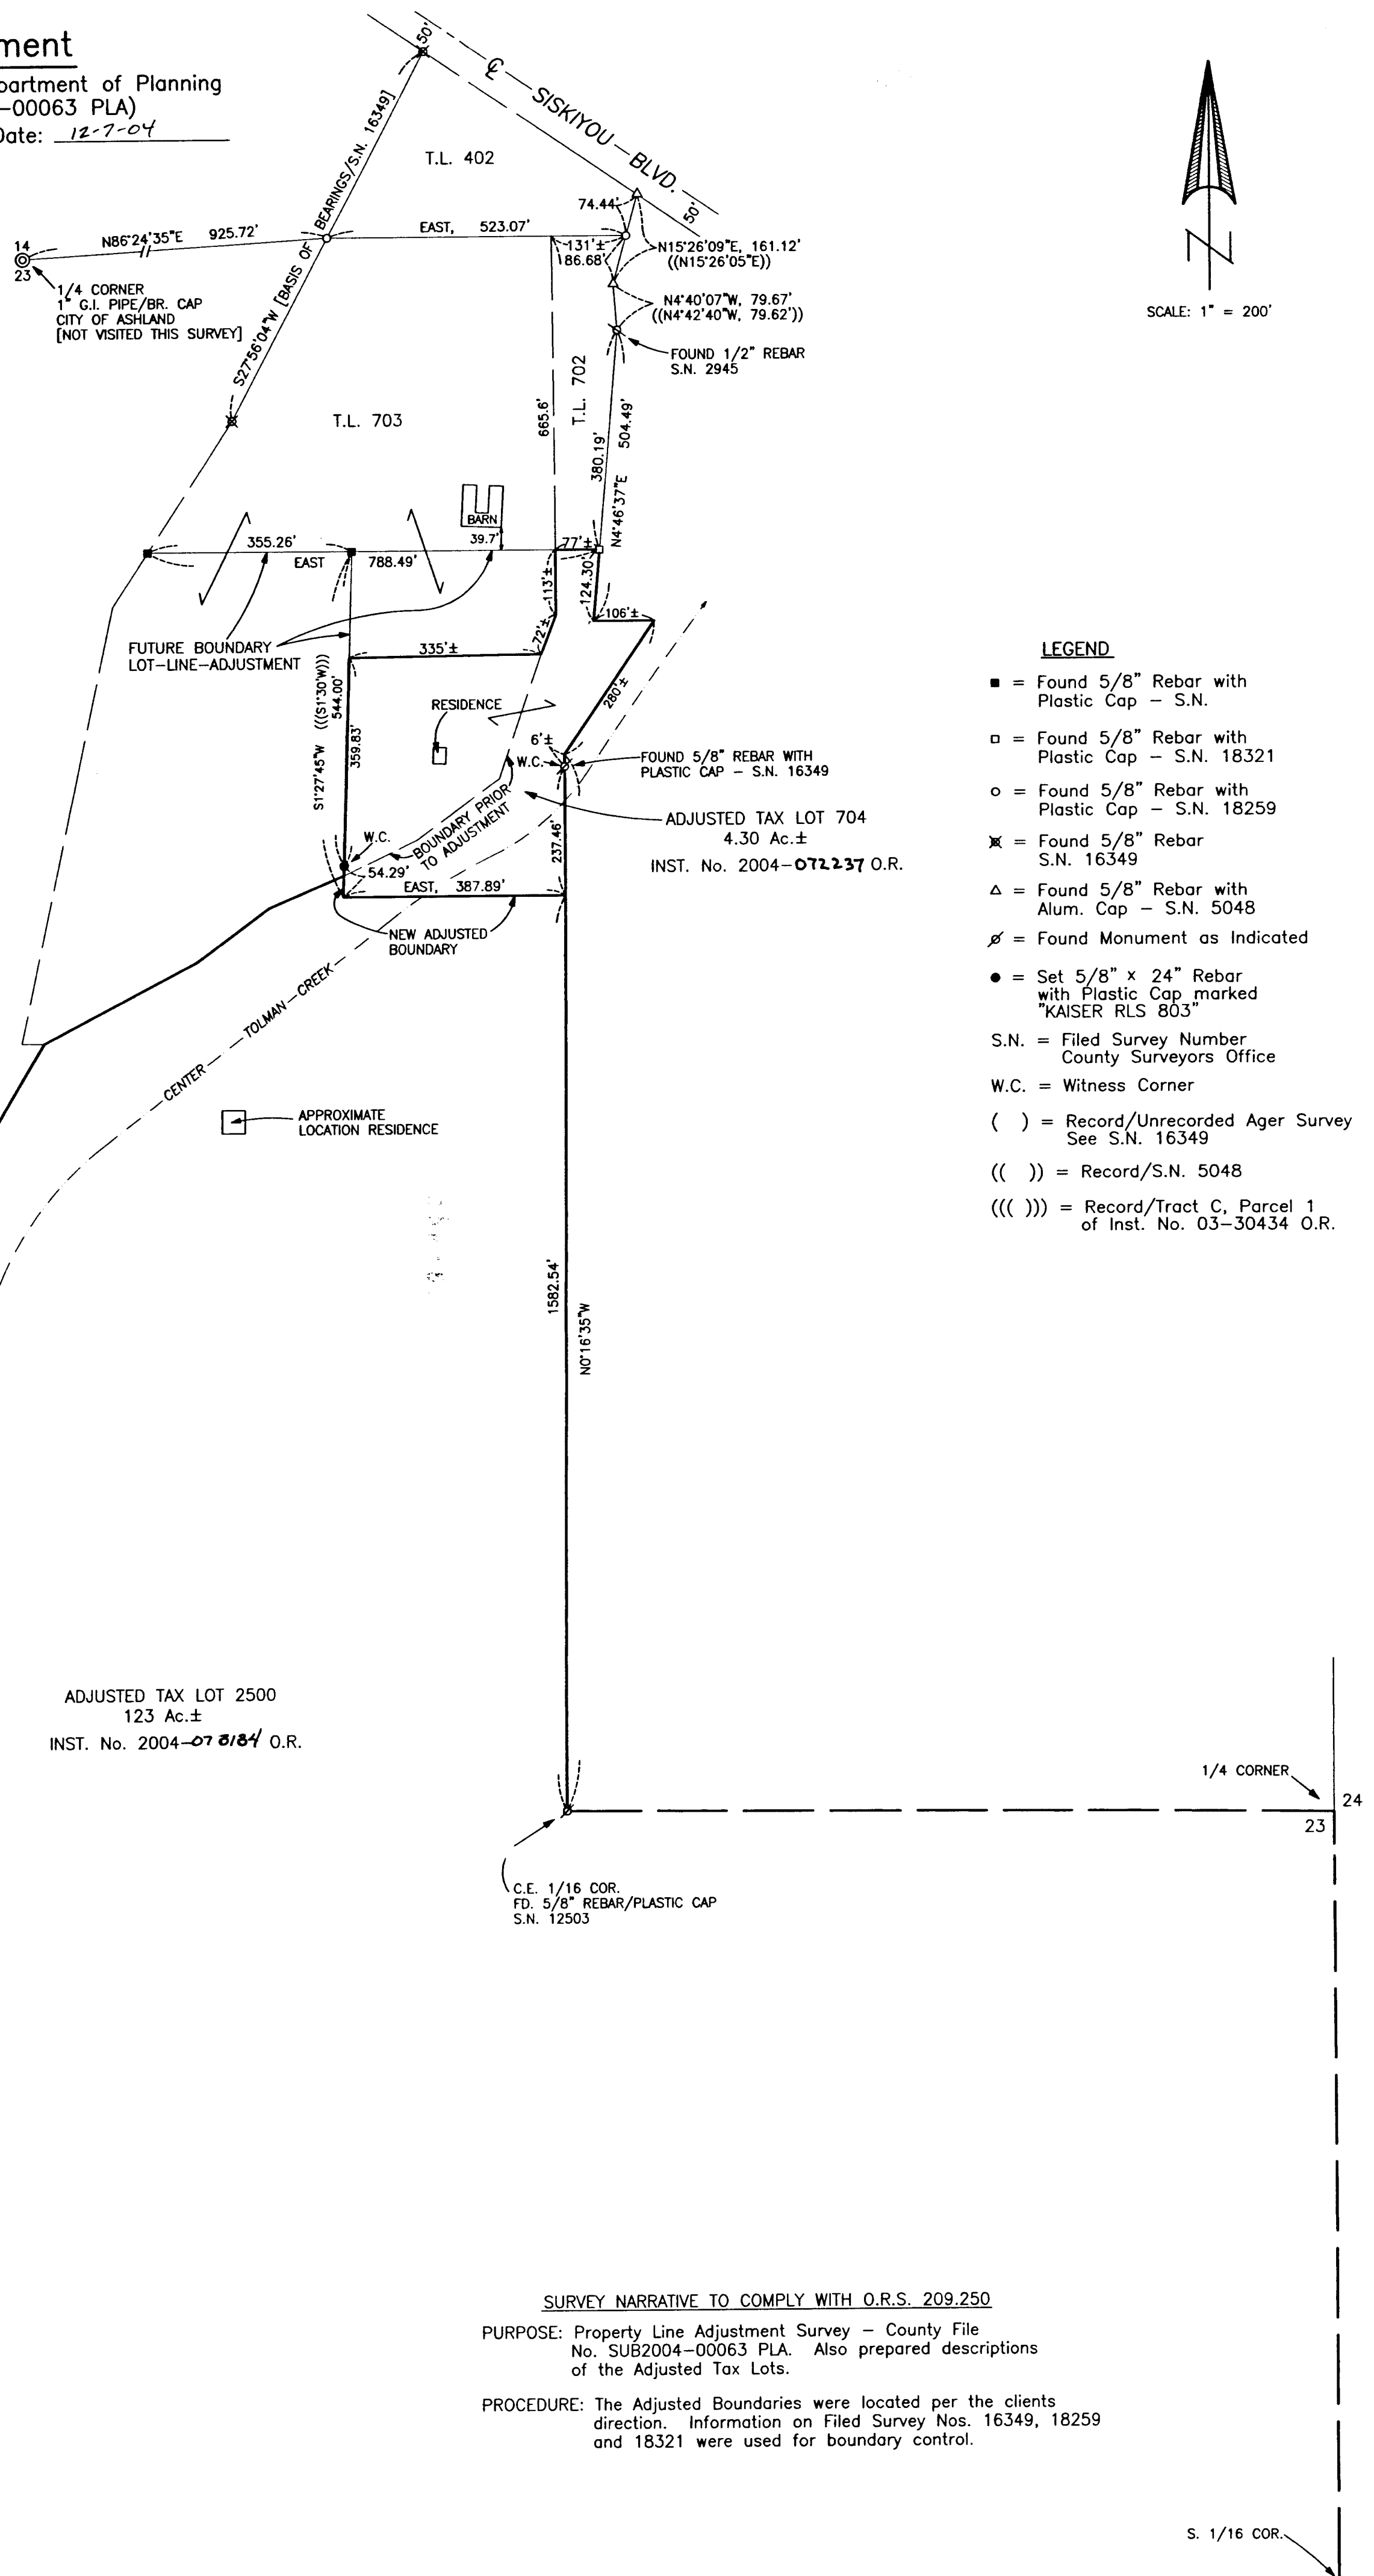 ment
partment of Planning
-00063 PLA)
Date: 12-7-04
50'
℄ SISKIYOU BLVD.
50'
T.L. 402
S27°56'04"W [BASIS OF BEARINGS/S.N. 16349]
14
23
N86°24'35"E 925.72'
1/4 CORNER
1" G.I. PIPE/BR. CAP
CITY OF ASHLAND
[NOT VISITED THIS SURVEY]
EAST, 523.07'
74.44'
131'±
86.68'
N15°26'09"E, 161.12'
((N15°26'05"E))
N4°40'07"W, 79.67'
((N4°42'40"W, 79.62'))
FOUND 1/2" REBAR
S.N. 2945
SCALE: 1" = 200'
T.L. 703
T.L. 702
665.6'
380.19'
504.49'
N4°46'37"E
BARN
39.7'
355.26'
EAST
788.49'
77'±
113'±
124.30'
72'±
106'±
280'±
FUTURE BOUNDARY
LOT-LINE-ADJUSTMENT
335'±
S1°27'45"W (((S1°30'W)))
544.00'
359.83'
RESIDENCE
6'±
W.C.
FOUND 5/8" REBAR WITH
PLASTIC CAP - S.N. 16349
BOUNDARY PRIOR
TO ADJUSTMENT
ADJUSTED TAX LOT 704
4.30 Ac.±
INST. No. 2004-072237 O.R.
237.46'
W.C.
54.29'
EAST, 387.89'
NEW ADJUSTED
BOUNDARY
CENTER TOLMAN CREEK
APPROXIMATE
LOCATION RESIDENCE
1582.54'
N0°16'35"W
LEGEND
■ = Found 5/8" Rebar with
Plastic Cap - S.N.
□ = Found 5/8" Rebar with
Plastic Cap - S.N. 18321
○ = Found 5/8" Rebar with
Plastic Cap - S.N. 18259
= Found 5/8" Rebar
S.N. 16349
△ = Found 5/8" Rebar with
Alum. Cap - S.N. 5048
= Found Monument as Indicated
● = Set 5/8" x 24" Rebar
with Plastic Cap marked
"KAISER RLS 803"
S.N. = Filed Survey Number
County Surveyors Office
W.C. = Witness Corner
( ) = Record/Unrecorded Ager Survey
See S.N. 16349
(( )) = Record/S.N. 5048
((( ))) = Record/Tract C, Parcel 1
of Inst. No. 03-30434 O.R.
ADJUSTED TAX LOT 2500
123 Ac.±
INST. No. 2004- O.R.
1/4 CORNER
24
23
C.E. 1/16 COR.
FD. 5/8" REBAR/PLASTIC CAP
S.N. 12503
SURVEY NARRATIVE TO COMPLY WITH O.R.S. 209.250
PURPOSE: Property Line Adjustment Survey - County File
No. SUB2004-00063 PLA. Also prepared descriptions
of the Adjusted Tax Lots.
PROCEDURE: The Adjusted Boundaries were located per the clients
direction. Information on Filed Survey Nos. 16349, 18259
and 18321 were used for boundary control.
S. 1/16 COR.